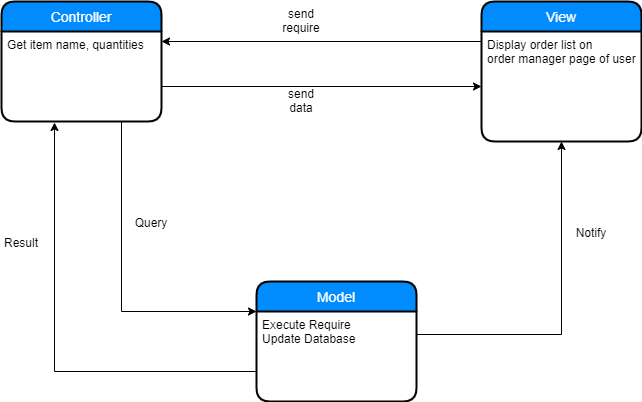 Controller
Get item name, quantities
send
require
View
Display order list on
order manager page of user
send
data
Result
Query
Notify
Model
Execute Require
Update Database